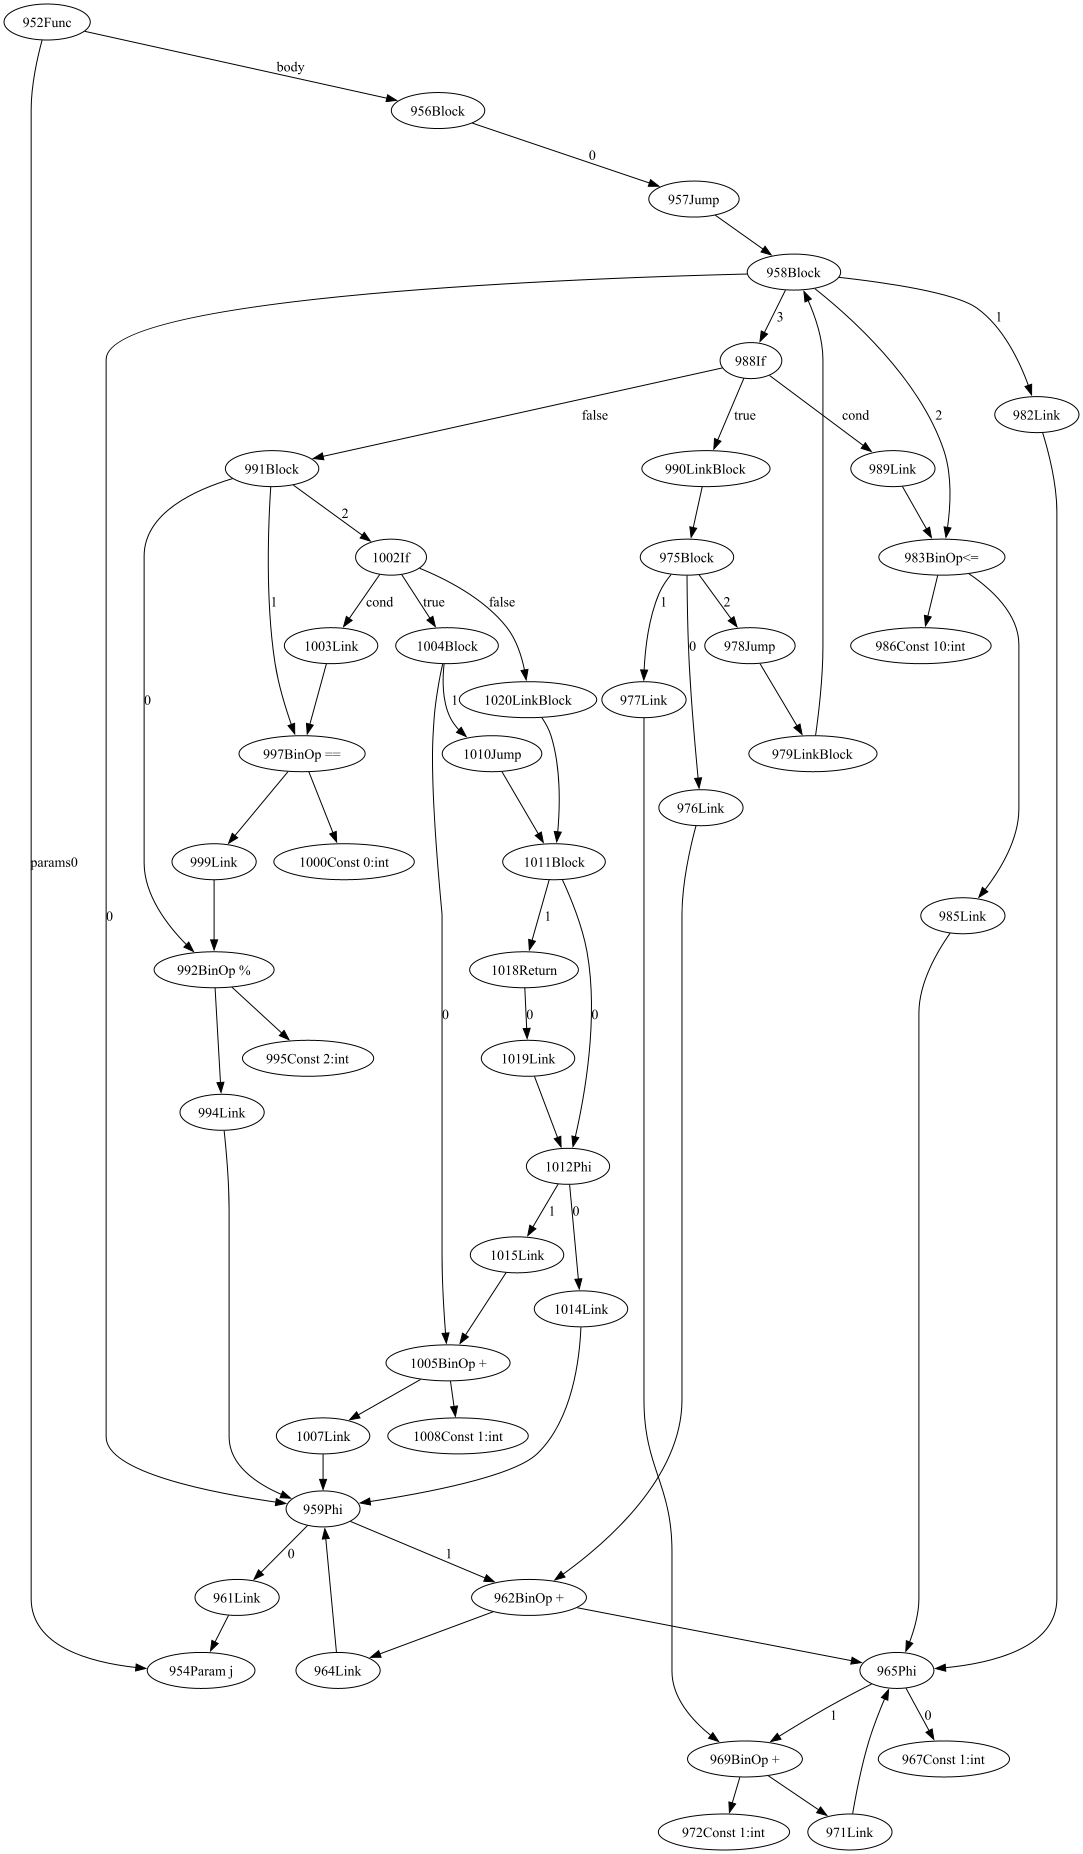 952Func
body
956Block
0
957Jump
958Block
3
1
988If
2
982Link
false
true
cond
991Block
990LinkBlock
989Link
2
1002If
975Block
983BinOp<=
1
cond
true
false
1
2
1003Link
1004Block
0
978Jump
986Const 10:int
0
1
1020LinkBlock
977Link
997BinOp ==
1010Jump
979LinkBlock
976Link
params0
999Link
1000Const 0:int
1011Block
0
1
985Link
992BinOp %
1018Return
0
0
0
995Const 2:int
1019Link
994Link
1012Phi
1
0
1015Link
1014Link
1005BinOp +
1007Link
1008Const 1:int
959Phi
0
1
961Link
962BinOp +
954Param j
964Link
965Phi
1
0
969BinOp +
967Const 1:int
972Const 1:int
971Link